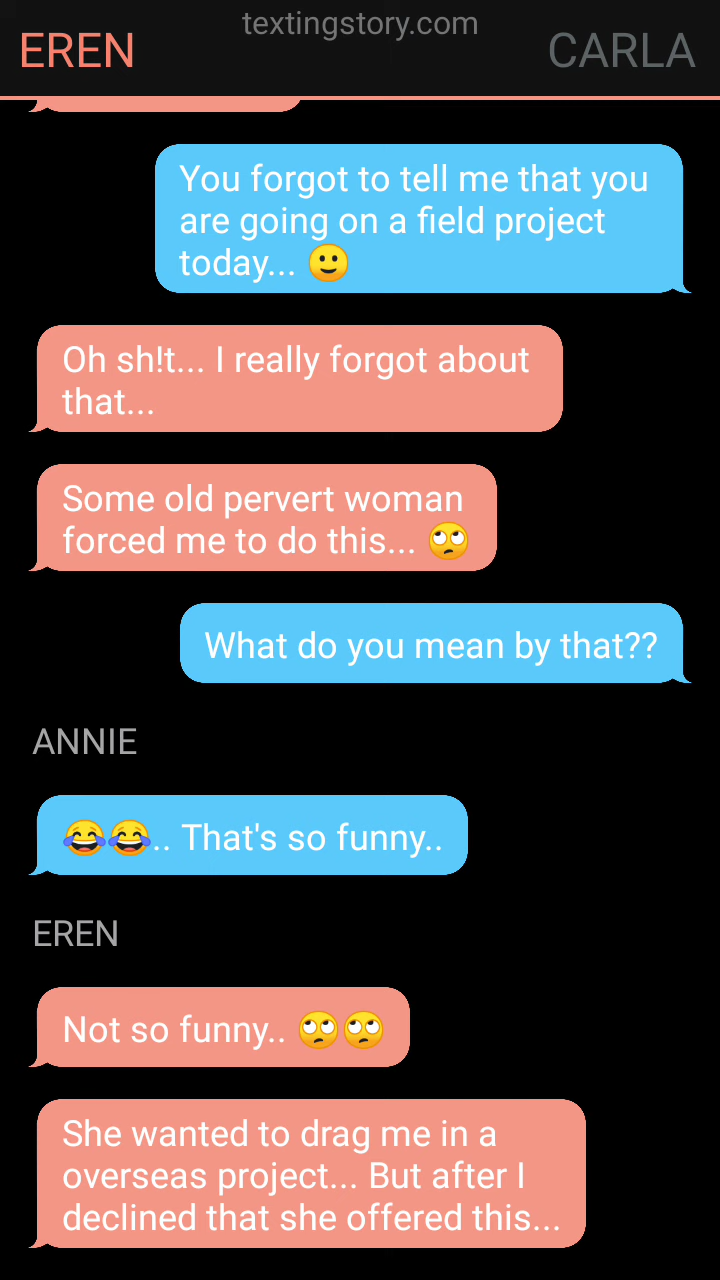 textingstory.com
EREN
CARLA
You forgot to tell me that you
are going on a field project
today... 🙂
Oh sh!t... I really forgot about
that...
Some old pervert woman
forced me to do this... 🙄
What do you mean by that??
ANNIE
😂😂.. That's so funny..
EREN
Not so funny.. 🙄🙄
She wanted to drag me in a
overseas project... But after I
declined that she offered this...